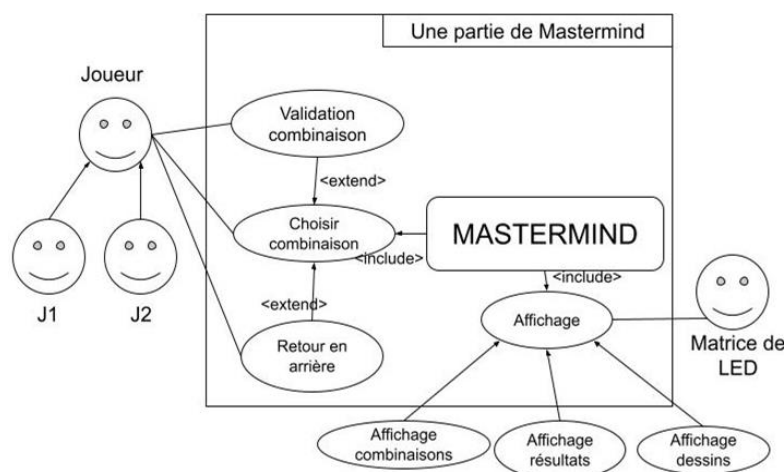 Une partie de Mastermind
Joueur
Validation
combinaison
<extend>
Choisir
combinaison
<include>
MASTERMIND
<include>
<extend>
J1
J2
Affichage
Retour en
arrière
Matrice de
LED
Affichage
combinaisons
Affichage
résultats
Affichage
dessins